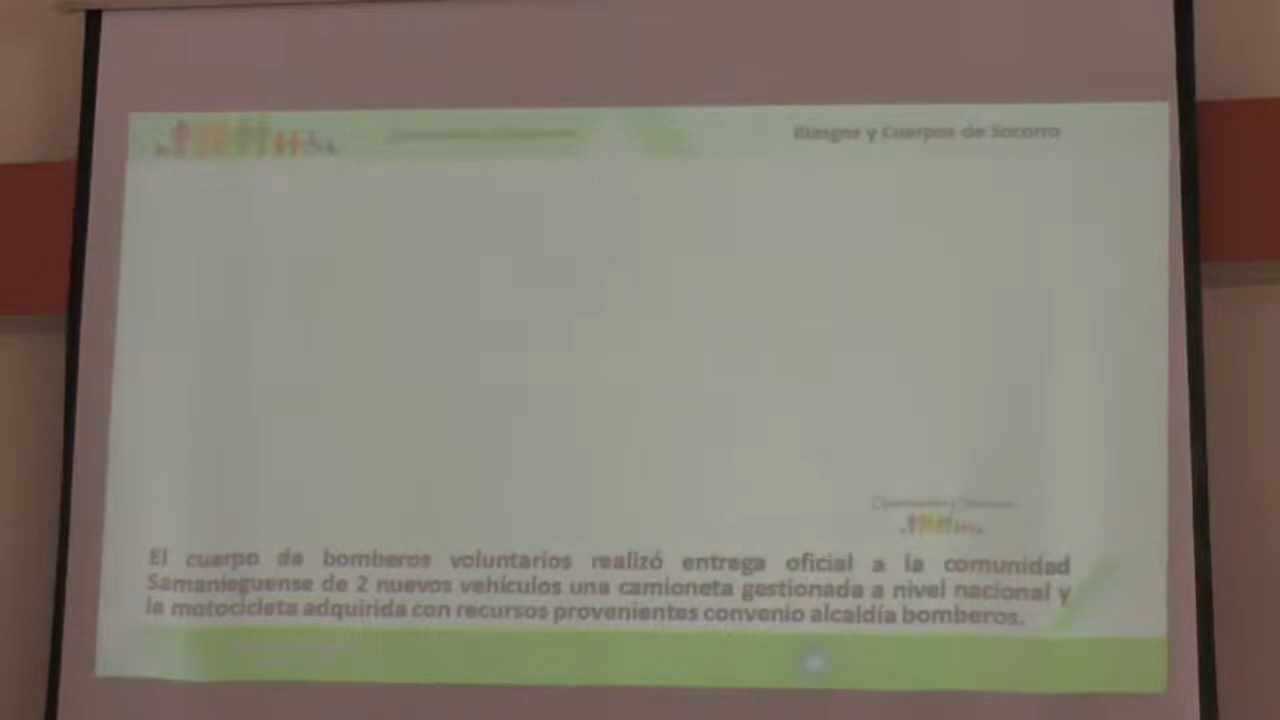 Riesgos y Cuerpos de Socorro
El cuerpo de bomberos voluntarios realizó entrega oficial a la comunidad
Samanieguense de 2 nuevos vehículos una camioneta gestionada a nivel nacional y
la motocicleta adquirida con recursos provenientes convenio alcaldía bomberos.